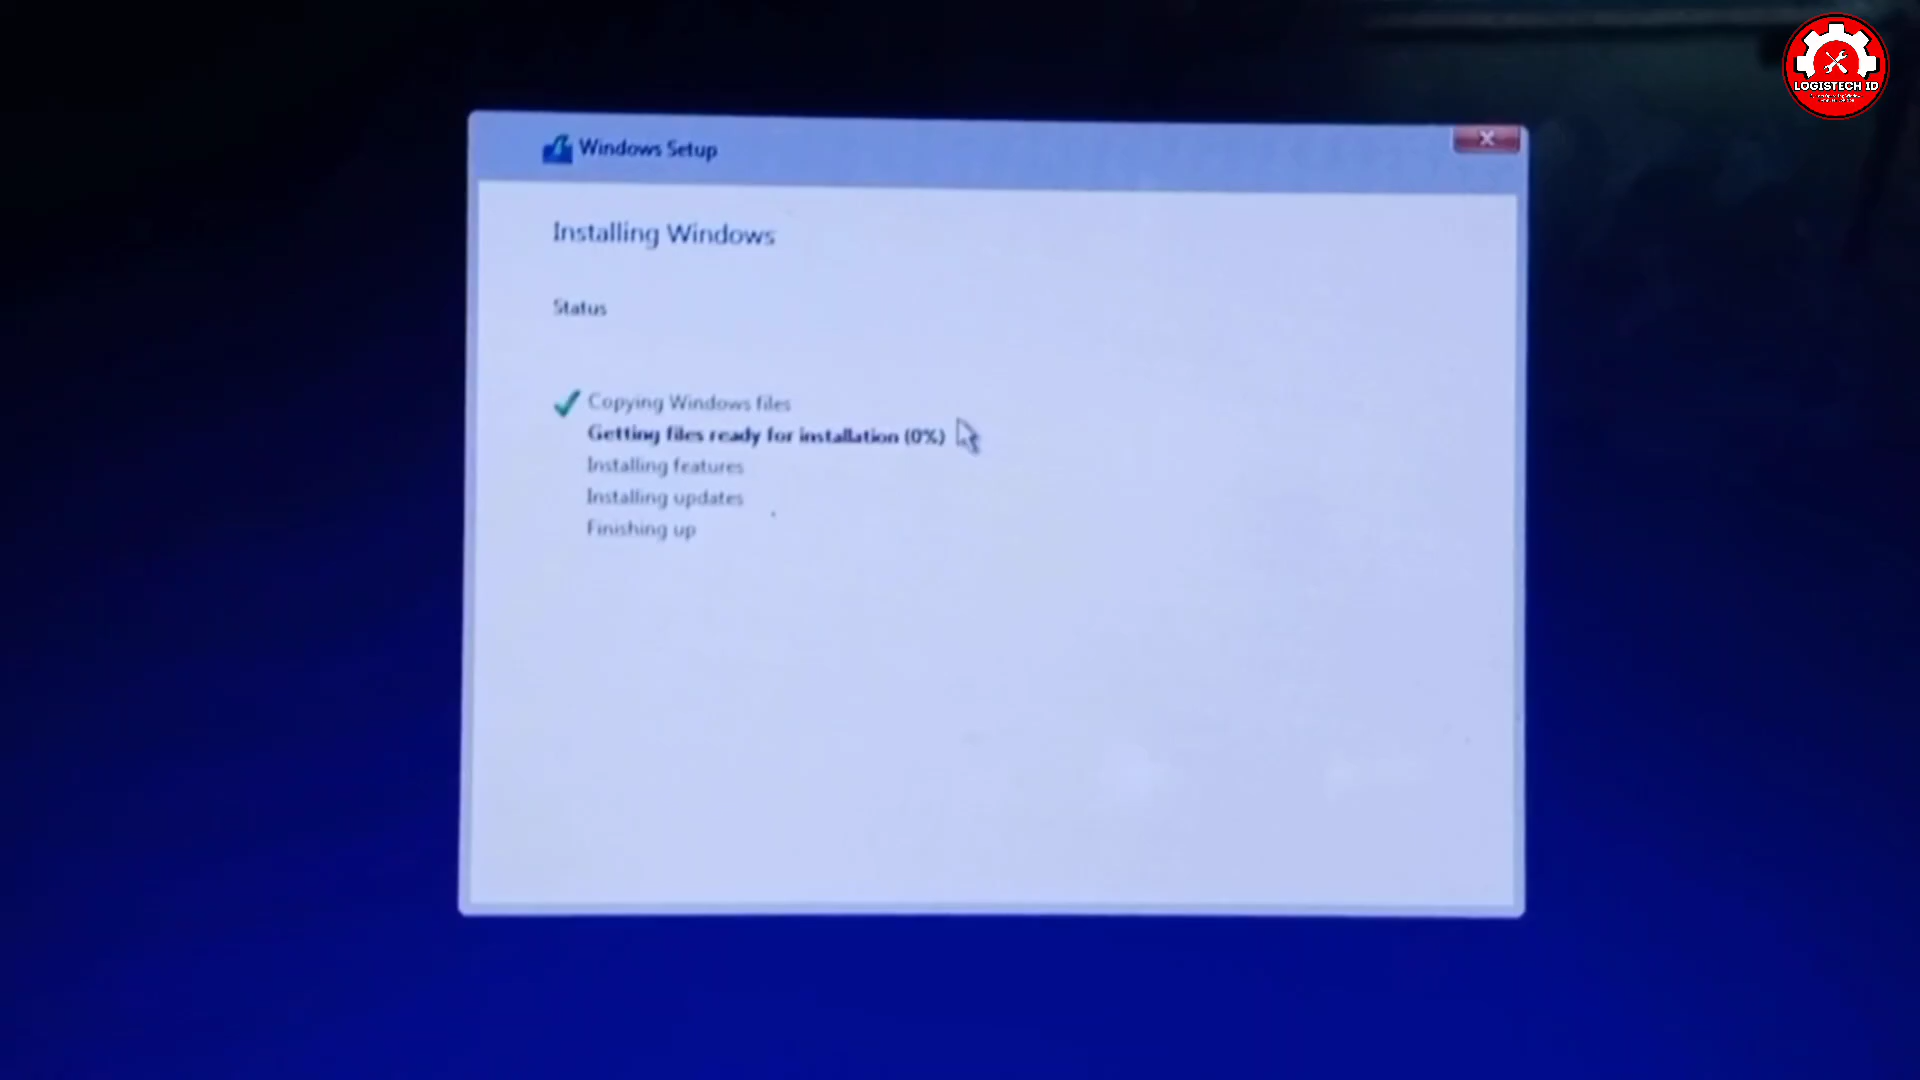 LOGISTECH ID
Windows Setup
Installing Windows
Status
Copying Windows files
Getting files ready for installation (0%)
Installing features
Installing updates
Finishing up